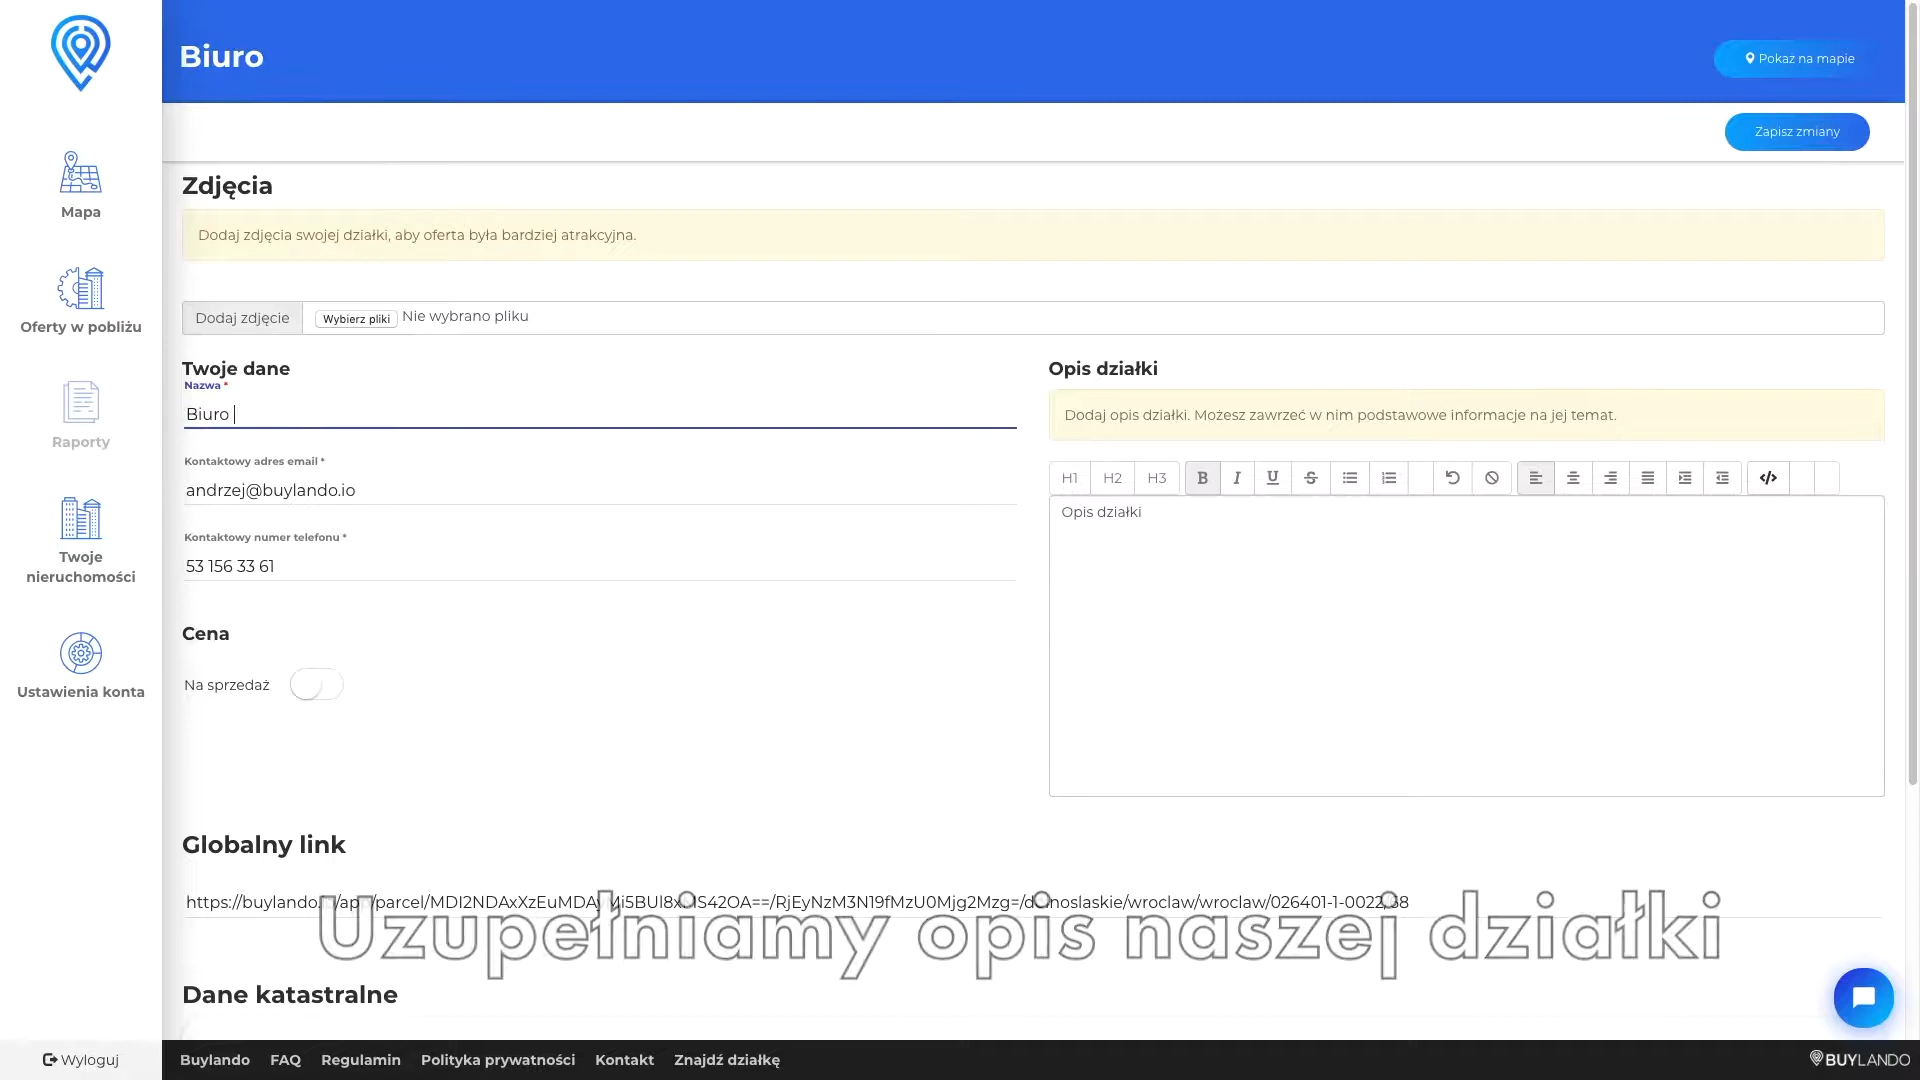 Biuro
Pokaż na mapie
Zapisz zmiany
Mapa
Oferty w pobliżu
Raporty
Twoje
nieruchomości
Ustawienia konta
Wyloguj
Zdjęcia
Dodaj zdjęcia swojej działki, aby oferta była bardziej atrakcyjna.
Dodaj zdjęcie
Wybierz pliki Nie wybrano pliku
Twoje dane
Nazwa *
Biuro
Kontaktowy adres email *
andrzej@buylando.io
Kontaktowy numer telefonu *
53 156 33 61
Cena
Na sprzedaż
Opis działki
Dodaj opis działki. Możesz zawrzeć w nim podstawowe informacje na jej temat.
H1 H2 H3 B I U S
Opis działki
Globalny link
Uzupełniamy opis naszej działki
Dane katastralne
Buylando FAQ Regulamin Polityka prywatności Kontakt Znajdź działkę
BUYLANDO